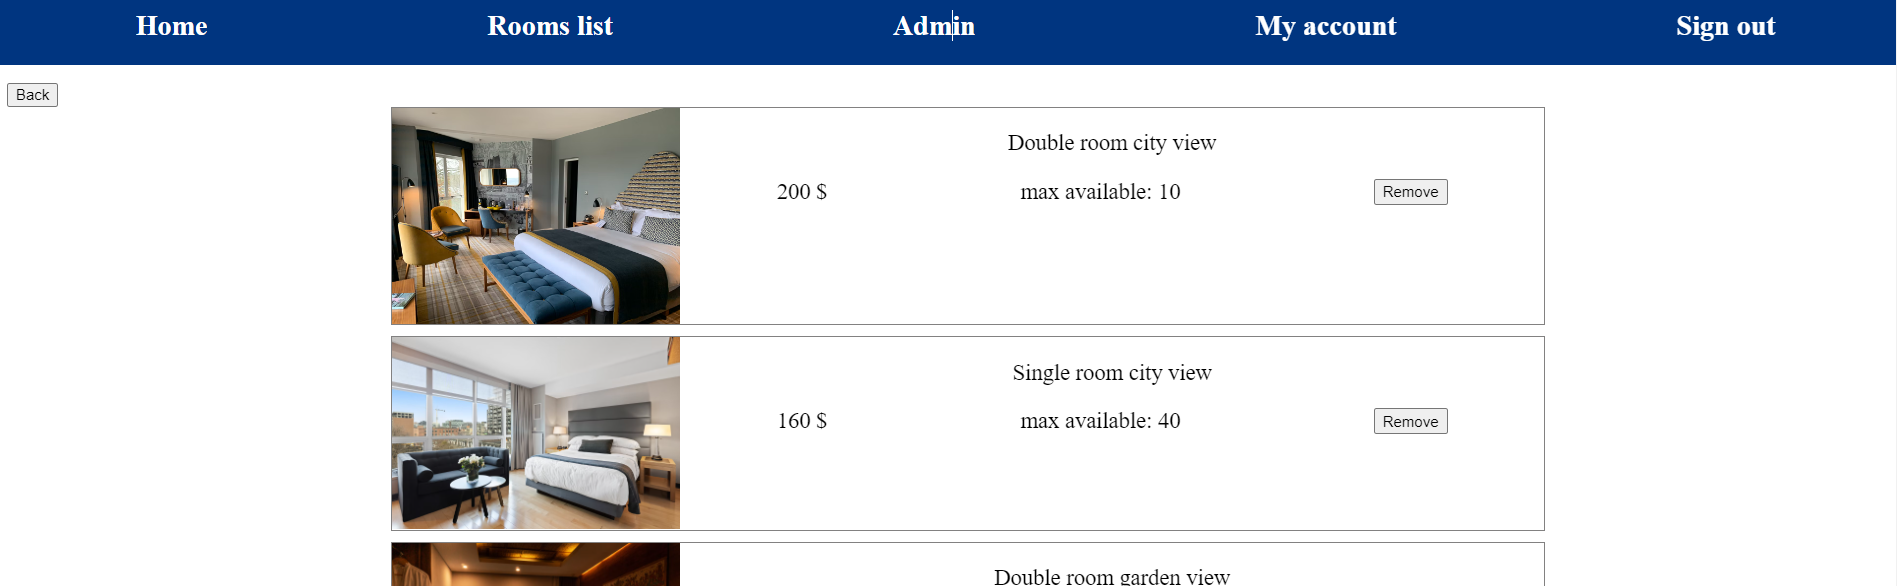 Home Rooms list Admin My account Sign out
Back
Double room city view
200 $ max available: 10 Remove
Single room city view
160 $ max available: 40 Remove
Double room garden view